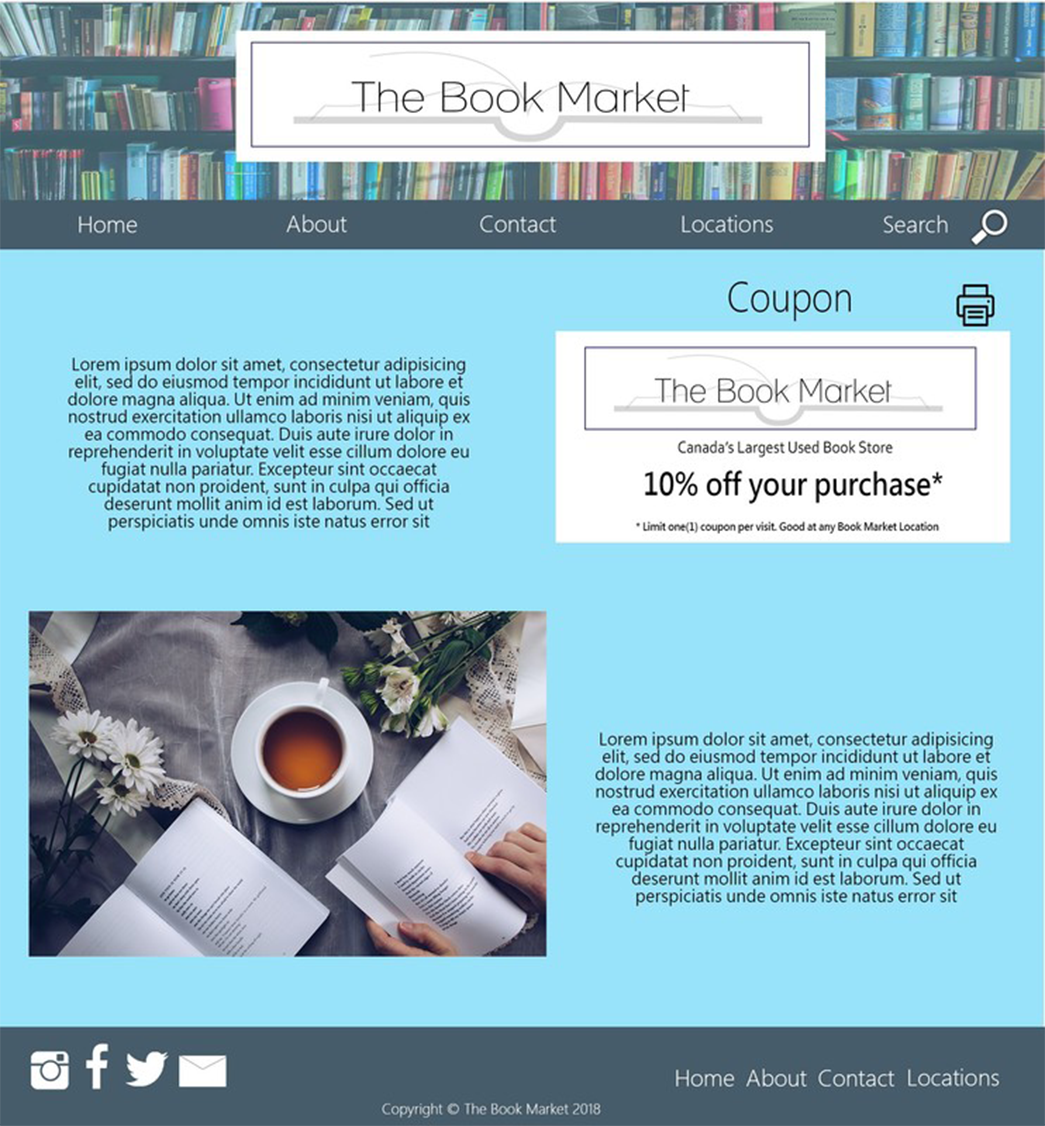 The Book Market
Home About Contact Locations Search
Coupon
Lorem ipsum dolor sit amet, consectetur adipisicing
elit, sed do eiusmod tempor incididunt ut labore et
dolore magna aliqua. Ut enim ad minim veniam, quis
nostrud exercitation ullamco laboris nisi ut aliquip ex
ea commodo consequat. Duis aute irure dolor in
reprehenderit in voluptate velit esse cillum dolore eu
fugiat nulla pariatur. Excepteur sint occaecat
cupidatat non proident, sunt in culpa qui officia
deserunt mollit anim id est laborum. Sed ut
perspiciatis unde omnis iste natus error sit
The Book Market
Canada's Largest Used Book Store
10% off your purchase*
* Limit one(1) coupon per visit. Good at any Book Market Location
Lorem ipsum dolor sit amet, consectetur adipisicing
elit, sed do eiusmod tempor incididunt ut labore et
dolore magna aliqua. Ut enim ad minim veniam, quis
nostrud exercitation ullamco laboris nisi ut aliquip ex
ea commodo consequat. Duis aute irure dolor in
reprehenderit in voluptate velit esse cillum dolore eu
fugiat nulla pariatur. Excepteur sint occaecat
cupidatat non proident, sunt in culpa qui officia
deserunt mollit anim id est laborum. Sed ut
perspiciatis unde omnis iste natus error sit
Home About Contact Locations
Copyright © The Book Market 2018